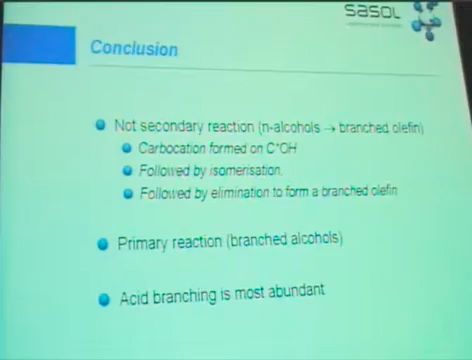 sasol
Conclusion
Not secondary reaction (n-alcohols → branched olefin)
Carbocation formed on C⁺OH
Followed by isomerisation.
Followed by elimination to form a branched olefin
Primary reaction (branched alcohols)
Acid branching is most abundant